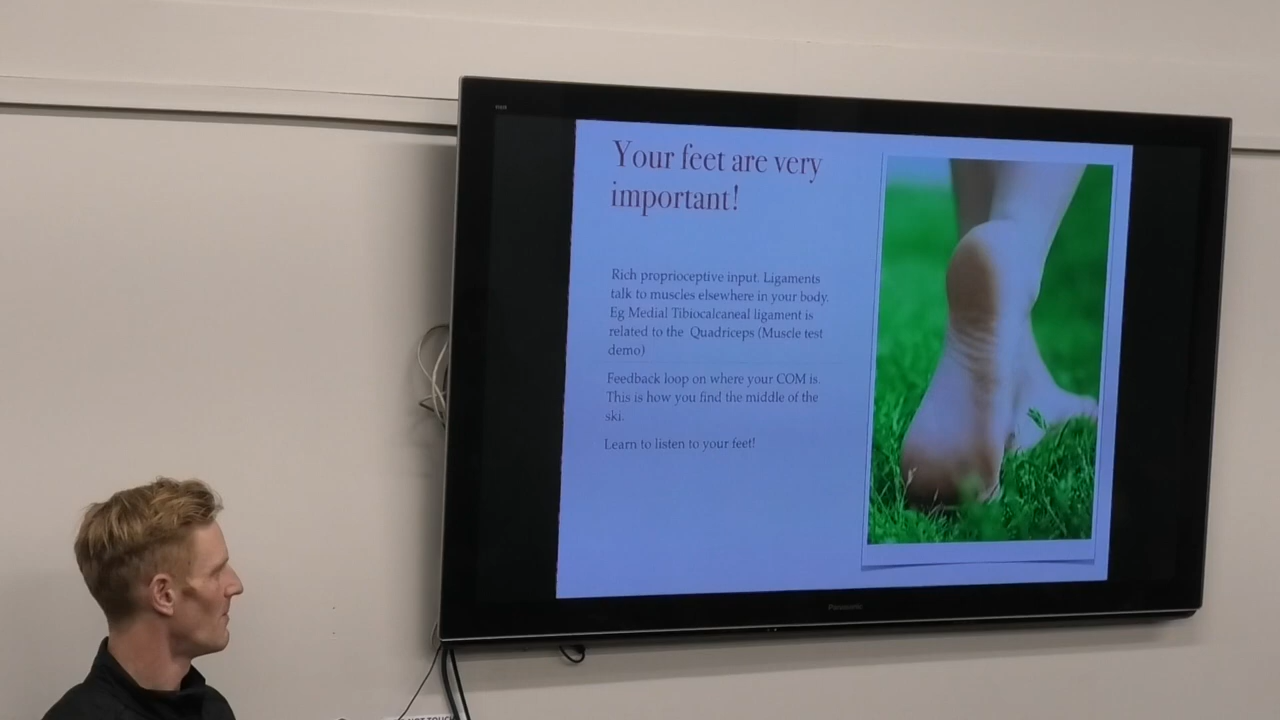 Your feet are very
important!
Rich proprioceptive input. Ligaments
talk to muscles elsewhere in your body.
Eg Medial Tibiocalcaneal ligament is
related to the Quadriceps (Muscle test
demo)
Feedback loop on where your COM is.
This is how you find the middle of the
ski.
Learn to listen to your feet!
Panasonic
NOT TOUCH